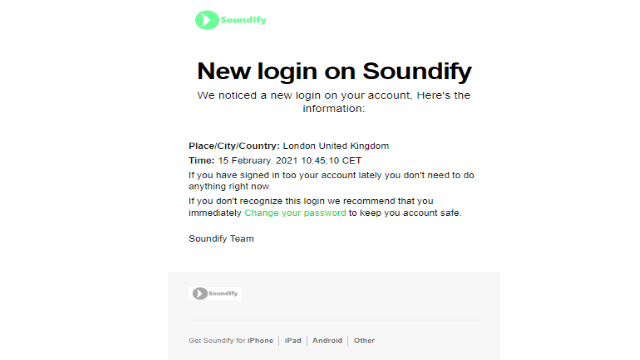 Soundify
New login on Soundify
We noticed a new login on your account, Here's the
information:
Place/City/Country: London United Kingdom
Time: 15 February. 2021 10:45:10 CET
If you have signed in too your account lately you don't need to do
anything right now.
If you don't recognize this login we recommend that you
immediately Change your password to keep you account safe.
Soundify Team
Soundify
Get Soundify for iPhone | iPad | Android | Other